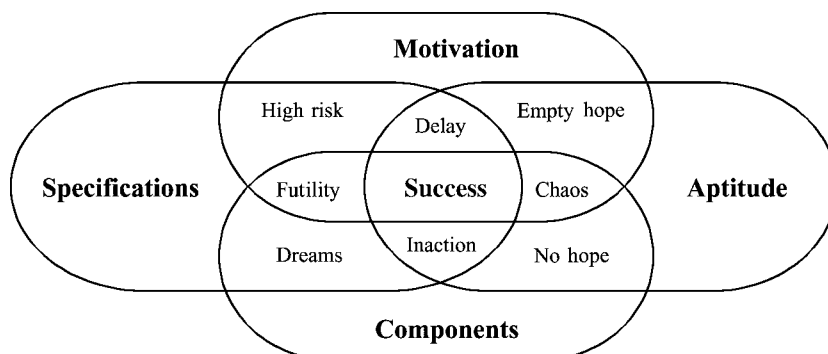 Motivation
High risk
Delay
Empty hope
Specifications
Futility
Success
Chaos
Aptitude
Dreams
Inaction
No hope
Components